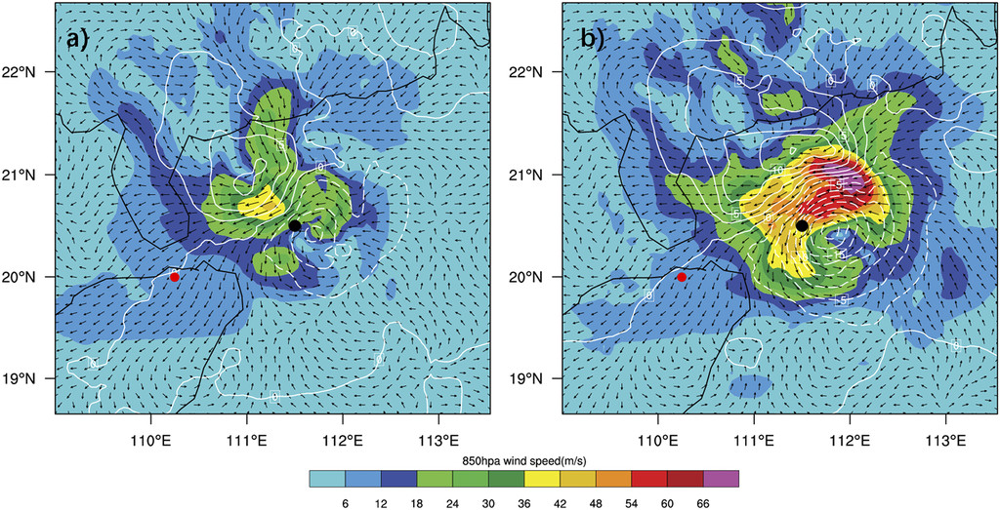 a) b)
22°N 22°N
21°N 21°N
20°N 20°N
19°N 19°N
110°E 111°E 112°E 113°E 110°E 111°E 112°E 113°E
850hpa wind speed(m/s)
6 12 18 24 30 36 42 48 54 60 66